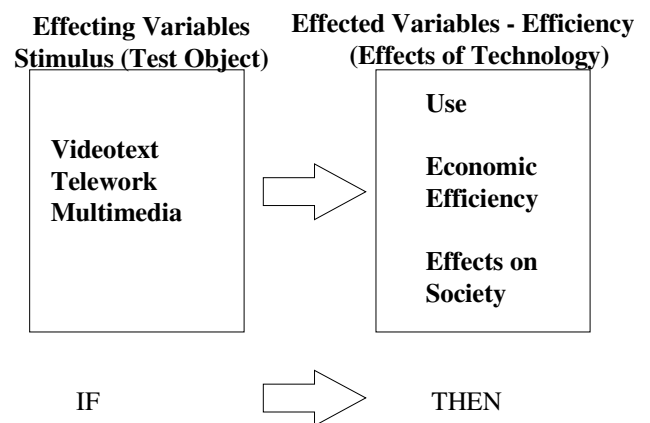 Effecting Variables
Stimulus (Test Object)
Effected Variables - Efficiency
(Effects of Technology)
Videotext
Telework
Multimedia
Use
Economic
Efficiency
Effects on
Society
IF
THEN